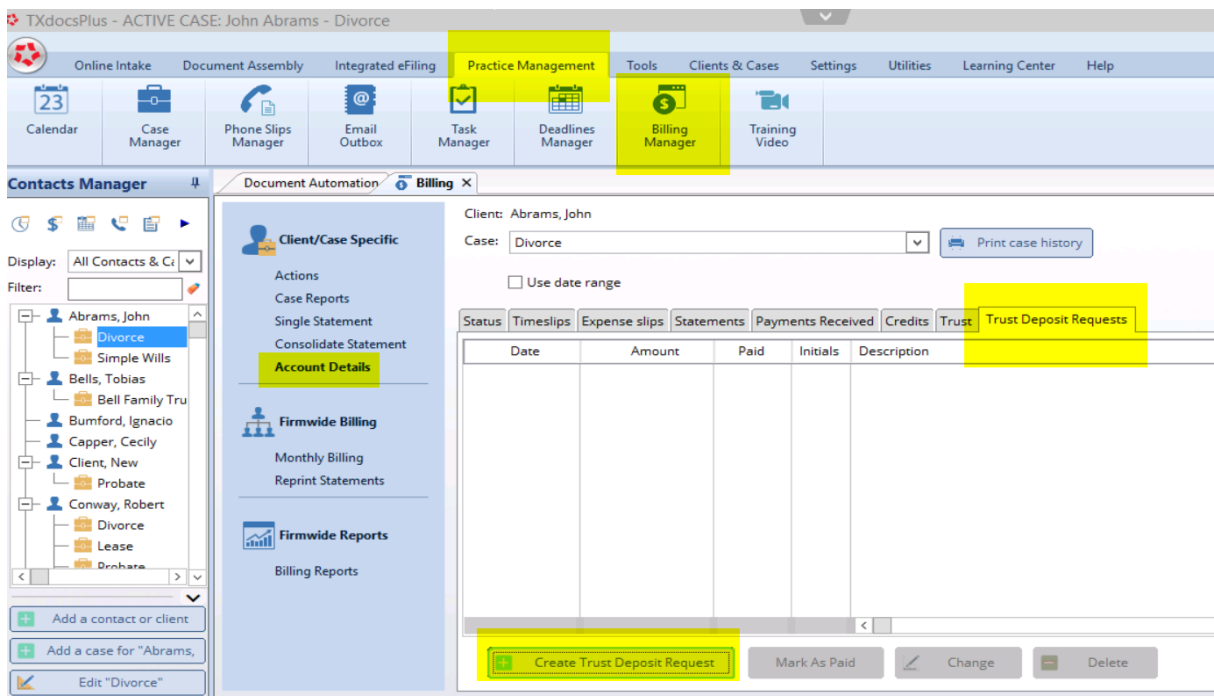 TXdocsPlus - ACTIVE CASE: John Abrams - Divorce
Online Intake Document Assembly Integrated eFiling Practice Management Tools Clients & Cases Settings Utilities Learning Center Help
23
Calendar
Case
Manager
Phone Slips
Manager
@
Email
Outbox
Task
Manager
Deadlines
Manager
$
Billing
Manager
Training
Video
Contacts Manager
Display: All Contacts & Ca
Filter:
Abrams, John
Divorce
Simple Wills
Bells, Tobias
Bell Family Tru
Bumford, Ignacio
Capper, Cecily
Client, New
Probate
Conway, Robert
Divorce
Lease
Probate
Add a contact or client
Add a case for "Abrams,
Edit "Divorce"
Document Automation Billing X
Client/Case Specific
Actions
Case Reports
Single Statement
Consolidate Statement
Account Details
Firmwide Billing
Monthly Billing
Reprint Statements
Firmwide Reports
Billing Reports
Client: Abrams, John
Case: Divorce Print case history
Use date range
Status Timeslips Expense slips Statements Payments Received Credits Trust Trust Deposit Requests
Date Amount Paid Initials Description
Create Trust Deposit Request Mark As Paid Change Delete